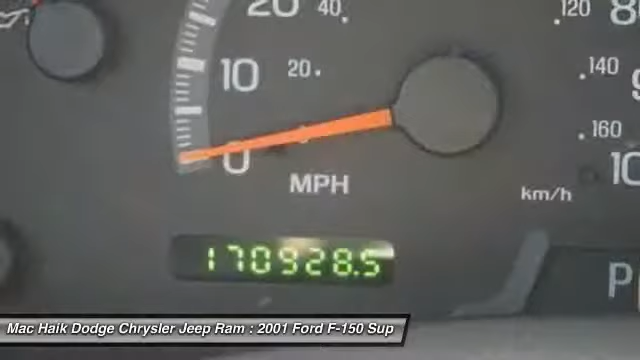 20 40. .120 80
10 20. .140
0 .160
MPH km/h
170928.5 P
Mac Haik Dodge Chrysler Jeep Ram : 2001 Ford F-150 Sup